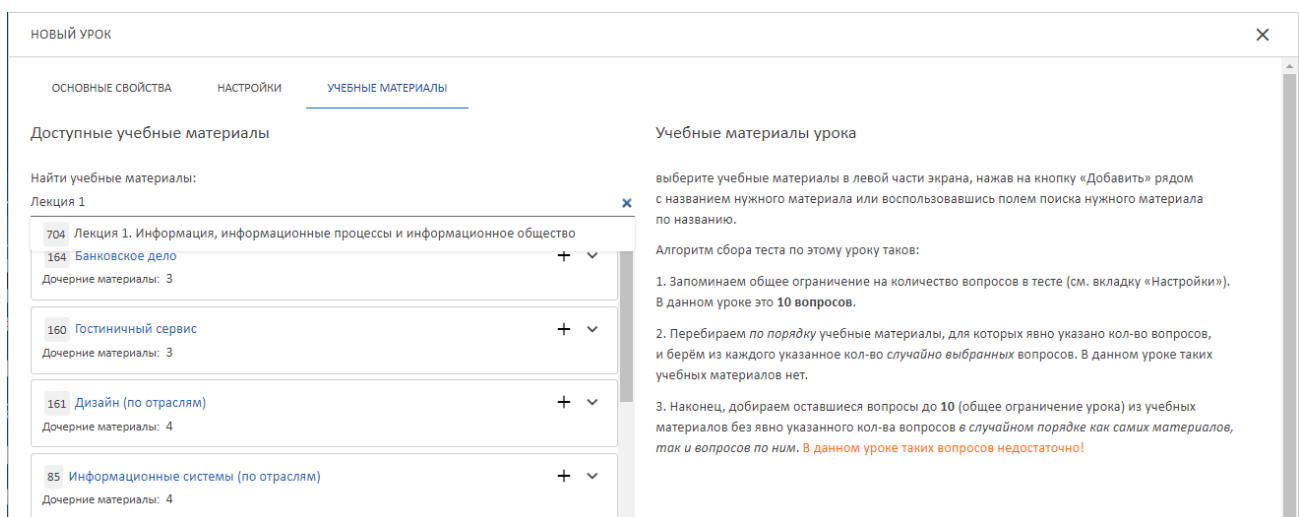 НОВЫЙ УРОК
ОСНОВНЫЕ СВОЙСТВА НАСТРОЙКИ УЧЕБНЫЕ МАТЕРИАЛЫ
Доступные учебные материалы
Найти учебные материалы:
Лекция 1
704 Лекция 1. Информация, информационные процессы и информационное общество
164 Банковское дело
Дочерние материалы: 3
160 Гостиничный сервис
Дочерние материалы: 3
161 Дизайн (по отраслям)
Дочерние материалы: 4
85 Информационные системы (по отраслям)
Дочерние материалы: 4
Учебные материалы урока
выберите учебные материалы в левой части экрана, нажав на кнопку «Добавить» рядом
с названием нужного материала или воспользовавшись полем поиска нужного материала
по названию.
Алгоритм сбора теста по этому уроку таков:
1. Запоминаем общее ограничение на количество вопросов в тесте (см. вкладку «Настройки»).
В данном уроке это 10 вопросов.
2. Перебираем по порядку учебные материалы, для которых явно указано кол-во вопросов,
и берём из каждого указанное кол-во случайно выбранных вопросов. В данном уроке таких
учебных материалов нет.
3. Наконец, добираем оставшиеся вопросы до 10 (общее ограничение урока) из учебных
материалов без явно указанного кол-ва вопросов в случайном порядке как самих материалов,
так и вопросов по ним. В данном уроке таких вопросов недостаточно!